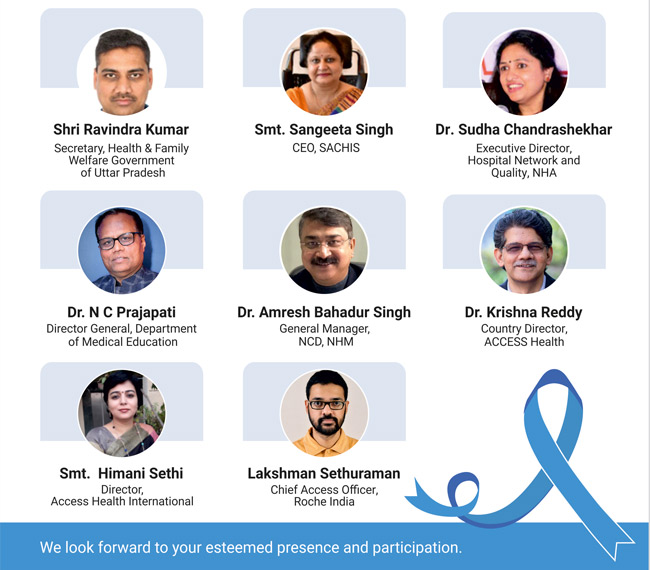 Shri Ravindra Kumar
Secretary, Health & Family
Welfare Government
of Uttar Pradesh
Smt. Sangeeta Singh
CEO, SACHIS
Dr. Sudha Chandrashekhar
Executive Director,
Hospital Network and
Quality, NHA
Dr. N C Prajapati
Director General, Department
of Medical Education
Dr. Amresh Bahadur Singh
General Manager,
NCD, NHM
Dr. Krishna Reddy
Country Director,
ACCESS Health
Smt. Himani Sethi
Director,
Access Health International
Lakshman Sethuraman
Chief Access Officer,
Roche India
We look forward to your esteemed presence and participation.